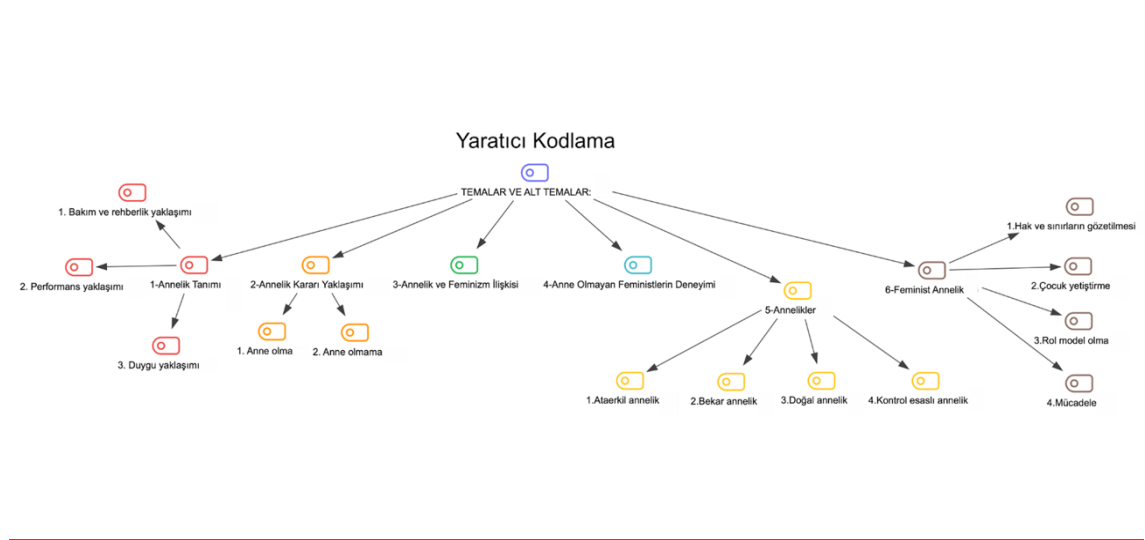 Yaratıcı Kodlama
TEMALAR VE ALT TEMALAR:
1. Bakım ve rehberlik yaklaşımı
2. Performans yaklaşımı
1-Annelik Tanımı
3. Duygu yaklaşımı
2-Annelik Kararı Yaklaşımı
1. Anne olma
2. Anne olmama
3-Annelik ve Feminizm İlişkisi
4-Anne Olmayan Feministlerin Deneyimi
5-Annelikler
1.Ataerkil annelik
2.Bekar annelik
3.Doğal annelik
4.Kontrol esaslı annelik
6-Feminist Annelik
1.Hak ve sınırların gözetilmesi
2.Çocuk yetiştirme
3.Rol model olma
4.Mücadele